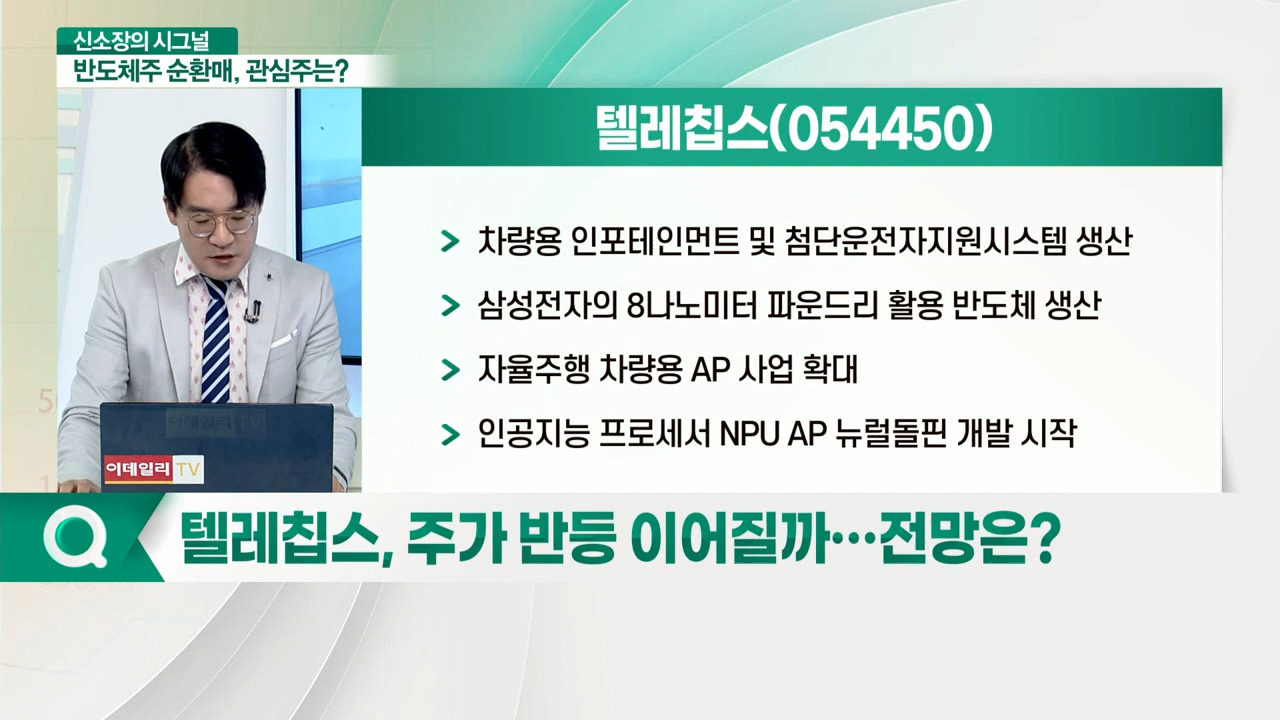 신소장의 시그널
반도체주 순환매, 관심주는?
텔레칩스(054450)
> 차량용 인포테인먼트 및 첨단운전자지원시스템 생산
> 삼성전자의 8나노미터 파운드리 활용 반도체 생산
> 자율주행 차량용 AP 사업 확대
> 인공지능 프로세서 NPU AP 뉴럴돌핀 개발 시작
이데일리 TV
이데일리 TV
Q 텔레칩스, 주가 반등 이어질까…전망은?